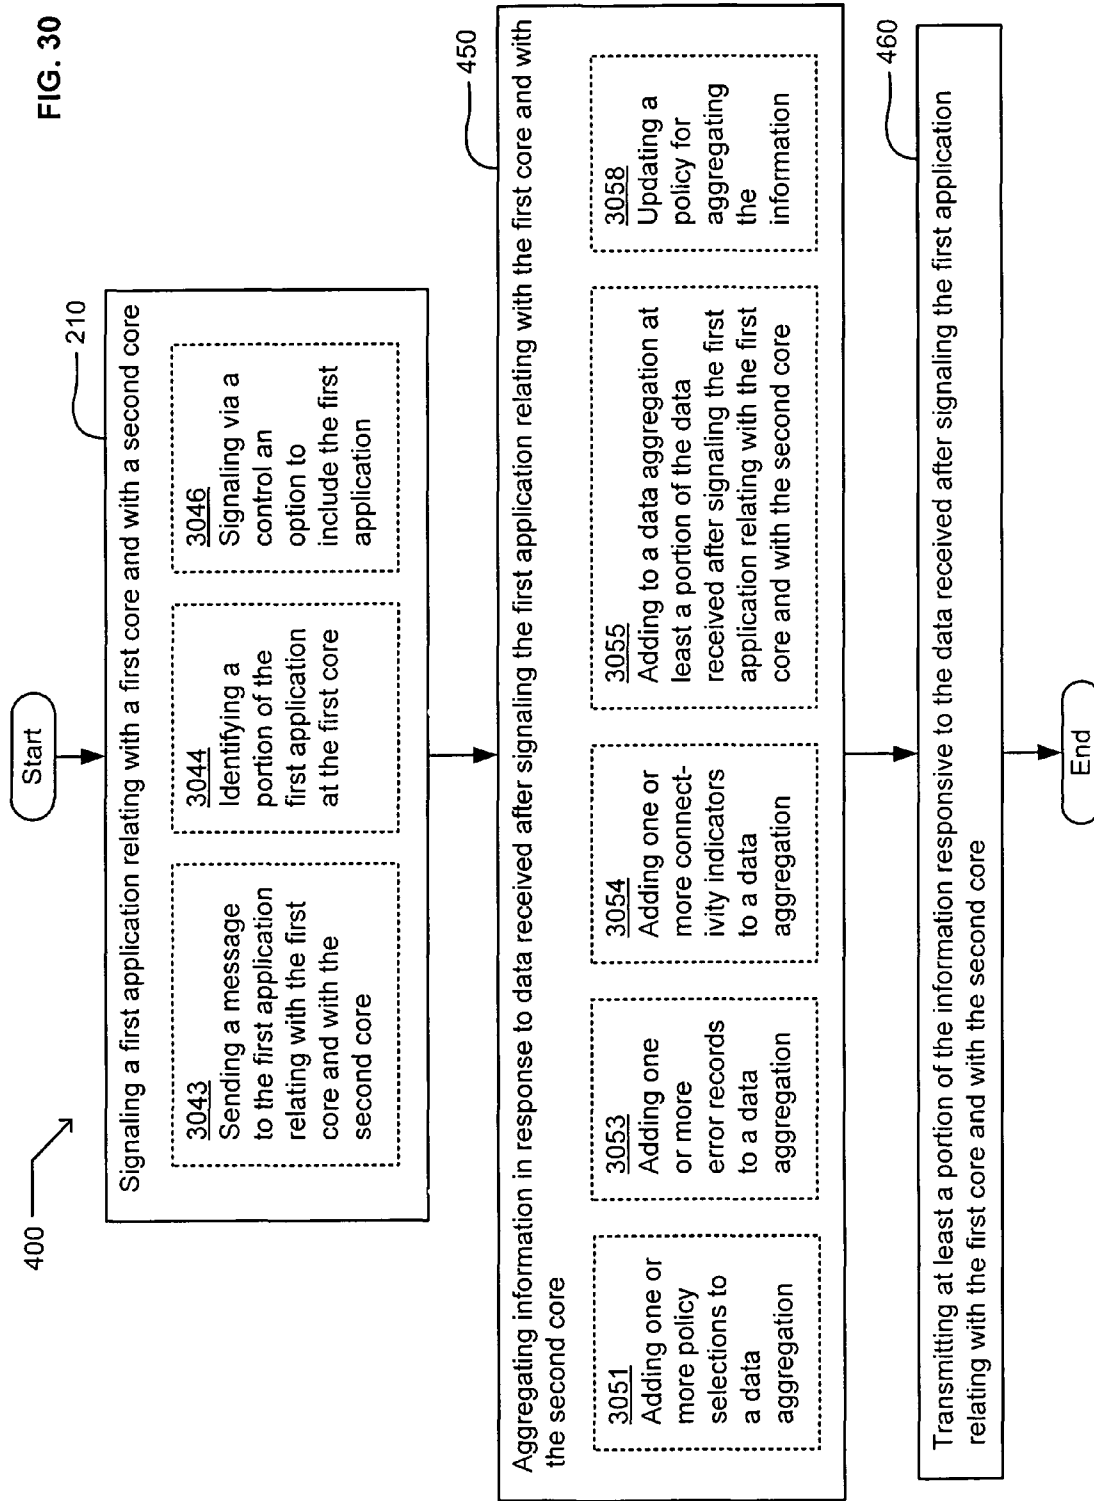 FIG. 30
400
Start
210
Signaling a first application relating with a first core and with a second core
3043
Sending a message
to the first application
relating with the first
core and with the
second core
3044
Identifying a
portion of the
first application
at the first core
3046
Signaling via a
control an
option to
include the first
application
450
Aggregating information in response to data received after signaling the first application relating with the first core and with
the second core
3051
Adding one or
more policy
selections to
a data
aggregation
3053
Adding one
or more
error records
to a data
aggregation
3054
Adding one or
more connect-
ivity indicators
to a data
aggregation
3055
Adding to a data aggregation at
least a portion of the data
received after signaling the first
application relating with the first
core and with the second core
3058
Updating a
policy for
aggregating
the
information
460
Transmitting at least a portion of the information responsive to the data received after signaling the first application
relating with the first core and with the second core
End